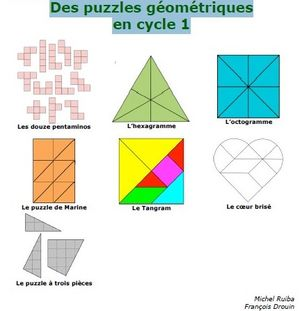 Des puzzles géométriques
en cycle 1
Les douze pentaminos
L'hexagramme
L'octogramme
Le puzzle de Marine
Le Tangram
Le cœur brisé
Le puzzle à trois pièces
Michel Ruiba
François Drouin